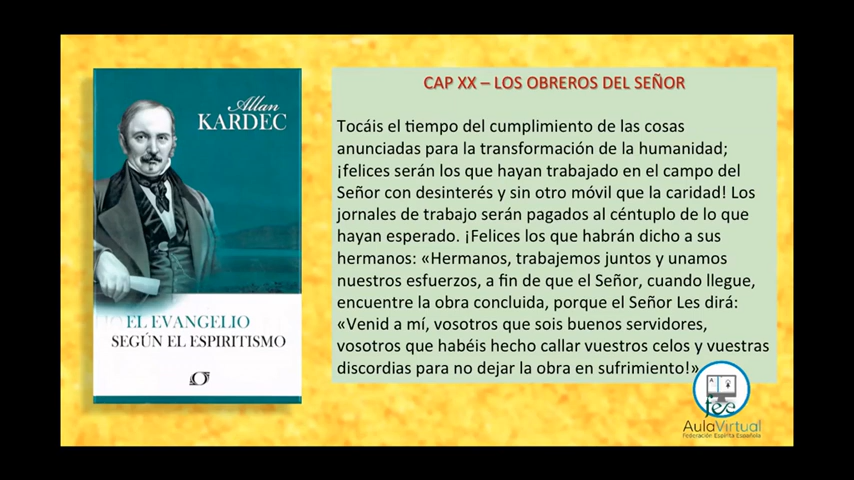 Allan
KARDEC
EL EVANGELIO
SEGÚN EL ESPIRITISMO
CAP XX – LOS OBREROS DEL SEÑOR
Tocáis el tiempo del cumplimiento de las cosas
anunciadas para la transformación de la humanidad;
¡felices serán los que hayan trabajado en el campo del
Señor con desinterés y sin otro móvil que la caridad! Los
jornales de trabajo serán pagados al céntuplo de lo que
hayan esperado. ¡Felices los que habrán dicho a sus
hermanos: «Hermanos, trabajemos juntos y unamos
nuestros esfuerzos, a fin de que el Señor, cuando llegue,
encuentre la obra concluida, porque el Señor Les dirá:
«Venid a mí, vosotros que sois buenos servidores,
vosotros que habéis hecho callar vuestros celos y vuestras
discordias para no dejar la obra en sufrimiento!»
fee
AulaVirtual
Federación Espírita Española